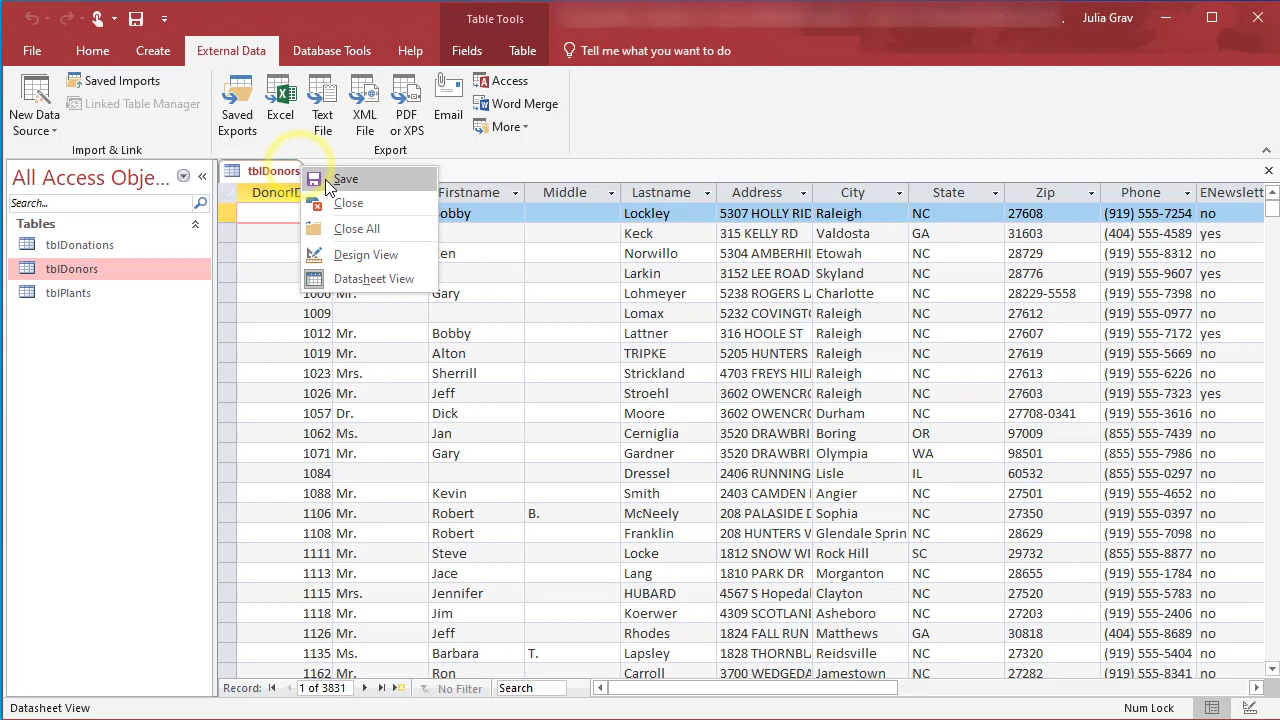 Table Tools
Julia Grav
File Home Create External Data Database Tools Help Fields Table Tell me what you want to do
New Data Source
Saved Imports
Linked Table Manager
Import & Link
Saved Exports
Excel
Text File
XML File
PDF or XPS
Email
Access
Word Merge
More
Export
All Access Obje...
Search...
Tables
tblDonations
tblDonors
tblPlants
tblDonors
Save
Close
Close All
Design View
Datasheet View
DonorID Firstname Middle Lastname Address City State Zip Phone ENewslett
obby Lockley 5307 HOLLY RID Raleigh NC 27608 (919) 555-7254 no
Keck 315 KELLY RD Valdosta GA 31603 (404) 555-4589 yes
en Norwillo 5304 AMBERHIL Etowah NC 28729 (919) 555-8312 no
Larkin 3152 LEE ROAD Skyland NC 28776 (919) 555-9607 yes
1006 Mr. Gary Lohmeyer 5238 ROGERS LA Charlotte NC 28229-5558 (919) 555-7398 no
1009 Lomax 5232 COVINGTO Raleigh NC 27612 (919) 555-0977 no
1012 Mr. Bobby Lattner 316 HOOLE ST Raleigh NC 27607 (919) 555-7172 yes
1019 Mr. Alton TRIPKE 5205 HUNTERS Raleigh NC 27619 (919) 555-5669 no
1023 Mrs. Sherrill Strickland 4703 FREYS HIL Raleigh NC 27613 (919) 555-6226 no
1026 Mr. Jeff Stroehl 3602 OWENCRO Raleigh NC 27603 (919) 555-7323 yes
1057 Dr. Dick Moore 3602 OWENCRO Durham NC 27708-0341 (919) 555-3616 no
1062 Ms. Jan Cerniglia 3520 DRAWBRI Boring OR 97009 (855) 555-7439 no
1071 Mr. Gary Gardner 3520 DRAWBRI Olympia WA 98501 (855) 555-7986 no
1084 Dressel 2406 RUNNING Lisle IL 60532 (855) 555-0297 no
1088 Mr. Kevin Smith 2403 CAMDEN Angier NC 27501 (919) 555-4652 no
1106 Mr. Robert B. McNeely 208 PALASIDE D Sophia NC 27350 (919) 555-0397 no
1108 Mr. Robert Franklin 208 HUNTERS W Glendale Sprin NC 28629 (919) 555-7098 no
1111 Mr. Steve Locke 1812 SNOW WI Rock Hill SC 29732 (855) 555-8877 no
1113 Mr. Jace Lang 1810 PARK DR Morganton NC 28655 (919) 555-1784 no
1115 Mrs. Jennifer HUBARD 4567 S Hopedal Clayton NC 27520 (919) 555-5783 no
1118 Mr. Jim Koerwer 4309 SCOTLAN Asheboro NC 27203 (919) 555-2406 no
1126 Mr. Jeff Rhodes 1824 FALL RUN Matthews GA 30818 (404) 555-8689 no
1135 Ms. Barbara T. Lapsley 1828 THORNBL Reidsville NC 27320 (919) 555-5404 no
1162 Mr. Ron Carroll 3700 WEDGEDA Jamestown NC 27282 (919) 555-8341 no
Record: 1 of 3831 No Filter Search
Datasheet View
Num Lock